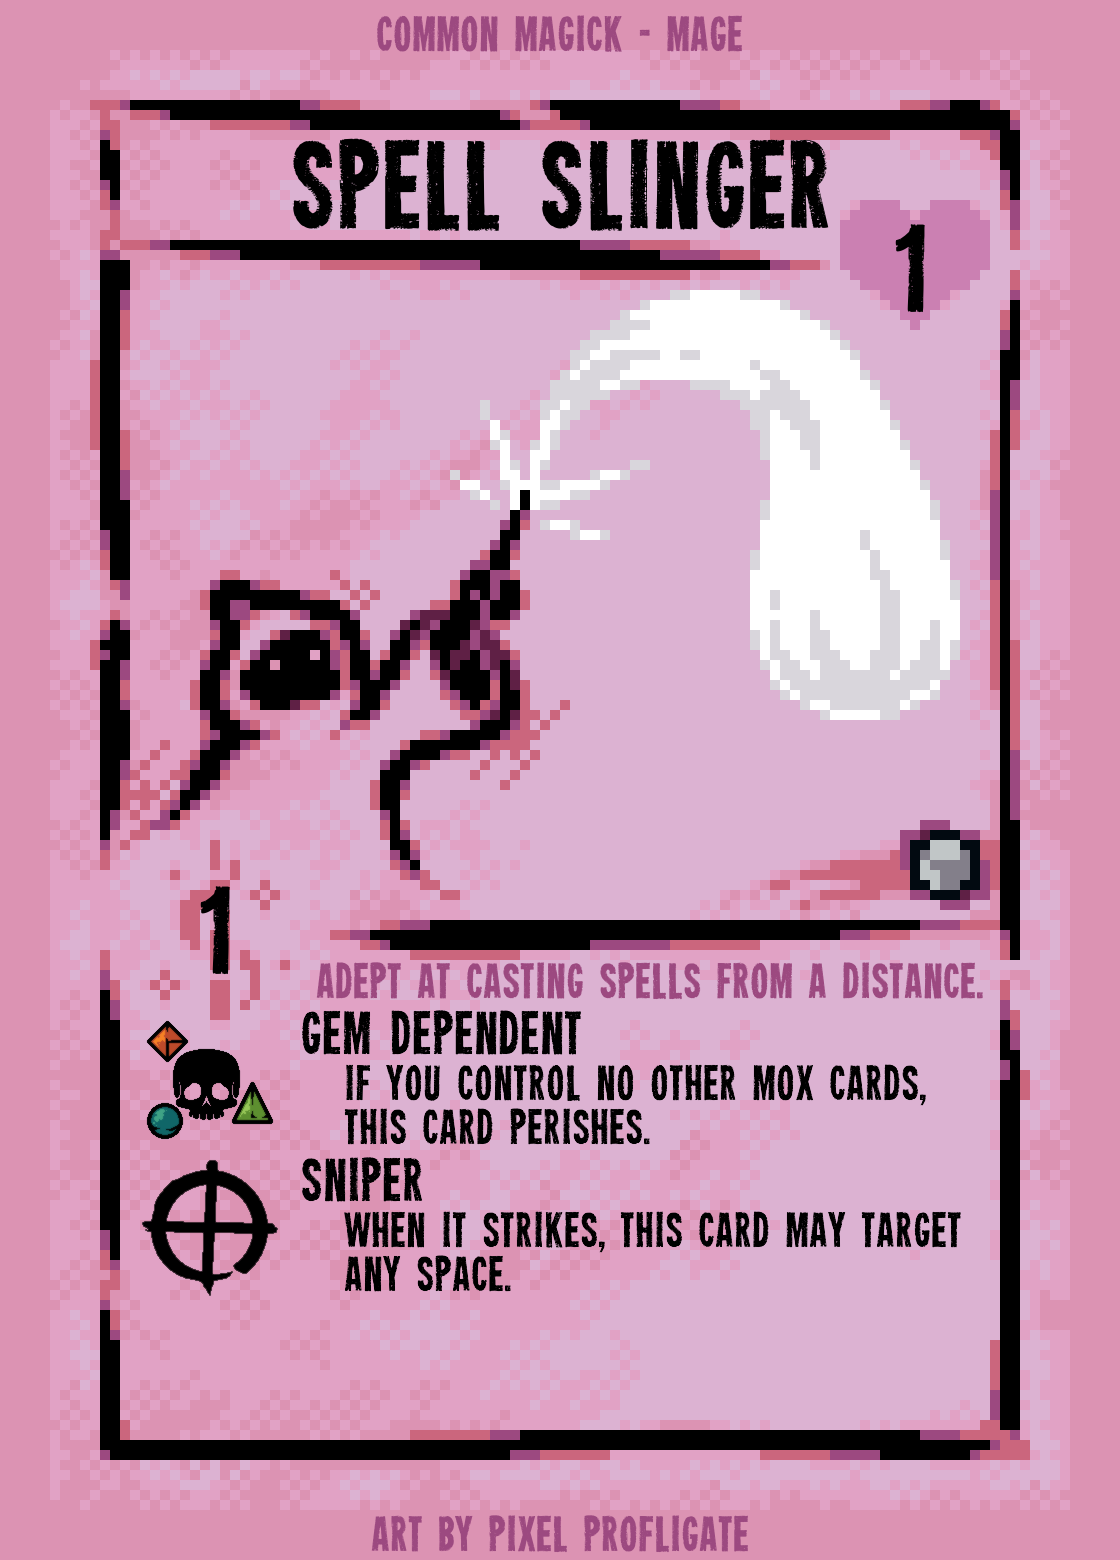 COMMON MAGICK - MAGE
SPELL SLINGER
1
1
ADEPT AT CASTING SPELLS FROM A DISTANCE.
GEM DEPENDENT
IF YOU CONTROL NO OTHER MOX CARDS,
THIS CARD PERISHES.
SNIPER
WHEN IT STRIKES, THIS CARD MAY TARGET
ANY SPACE.
ART BY PIXEL PROFLIGATE